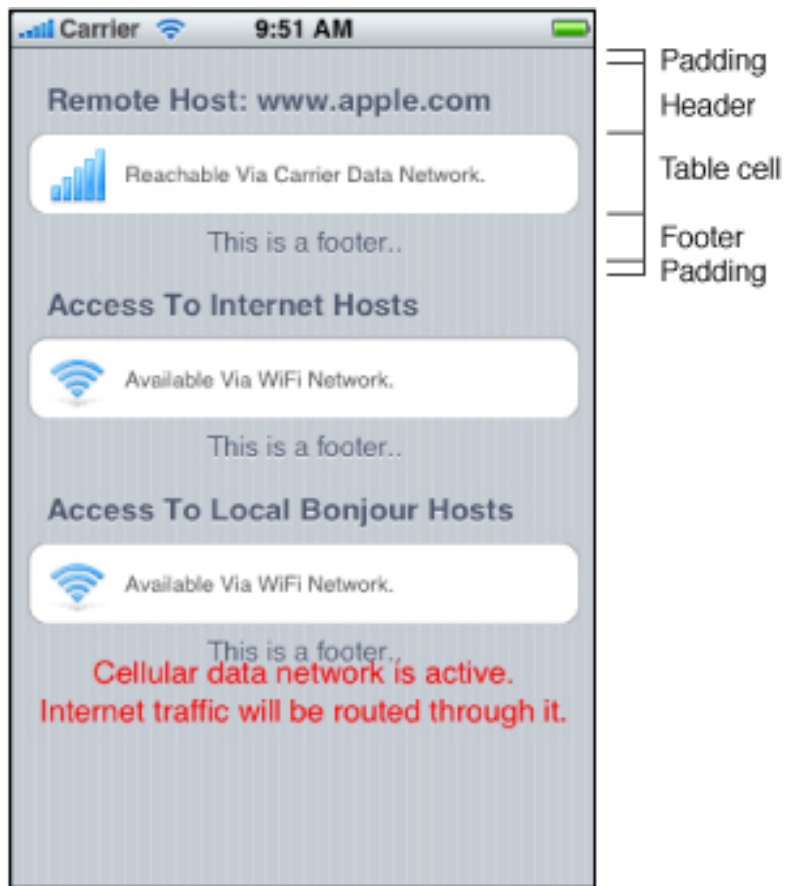 Carrier 9:51 AM
Padding
Remote Host: www.apple.com
Header
Reachable Via Carrier Data Network.
Table cell
This is a footer..
Footer
Padding
Access To Internet Hosts
Available Via WiFi Network.
This is a footer..
Access To Local Bonjour Hosts
Available Via WiFi Network.
This is a footer..
Cellular data network is active.
Internet traffic will be routed through it.